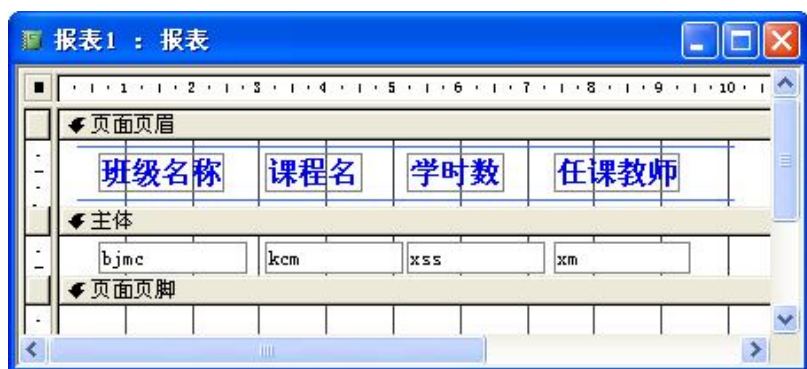 报表1 : 报表
1 2 3 4 5 6 7 8 9 10
页面页眉
班级名称 课程名 学时数 任课教师
主体
bjmc kcm xss xm
页面页脚